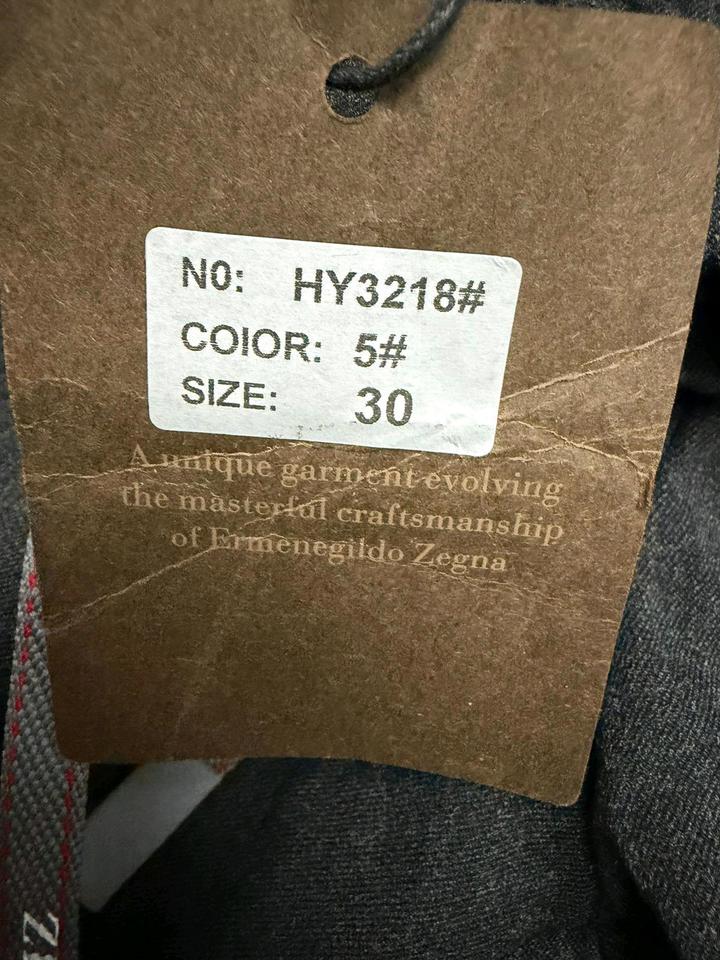 N0: HY3218#
COIOR: 5#
SIZE: 30
A unique garment evolving
the masterful craftsmanship
of Ermenegildo Zegna